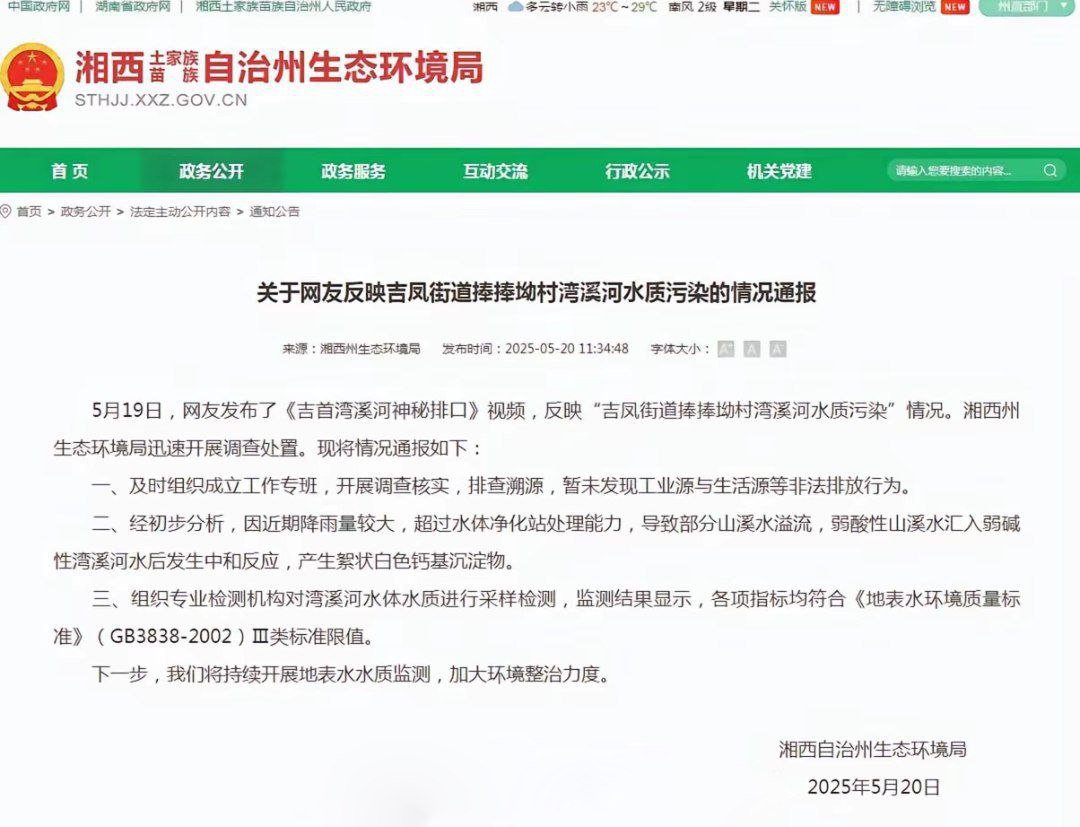 中国政府网 | 湖南省政府网 | 湘西土家族苗族自治州人民政府 湘西 多云转小雨 23℃~29℃ 南风 2级 星期二 关怀版 NEW | 无障碍浏览 NEW 州直部门
湘西土家族苗族自治州生态环境局
STHJJ.XXZ.GOV.CN
首页 政务公开 政务服务 互动交流 行政公示 机关党建 请输入您要搜索的内容...
首页 > 政务公开 > 法定主动公开内容 > 通知公告
关于网友反映吉凤街道捧捧坳村湾溪河水质污染的情况通报
来源：湘西州生态环境局 发布时间：2025-05-20 11:34:48 字体大小： A+ A A-
5月19日，网友发布了《吉首湾溪河神秘排口》视频，反映“吉凤街道捧捧坳村湾溪河水质污染”情况。湘西州
生态环境局迅速开展调查处置。现将情况通报如下：
一、及时组织成立工作专班，开展调查核实，排查溯源，暂未发现工业源与生活源等非法排放行为。
二、经初步分析，因近期降雨量较大，超过水体净化站处理能力，导致部分山溪水溢流，弱酸性山溪水汇入弱碱
性湾溪河水后发生中和反应，产生絮状白色钙基沉淀物。
三、组织专业检测机构对湾溪河水体水质进行采样检测，监测结果显示，各项指标均符合《地表水环境质量标
准》（GB3838-2002）Ⅲ类标准限值。
下一步，我们将持续开展地表水水质监测，加大环境整治力度。
湘西自治州生态环境局
2025年5月20日